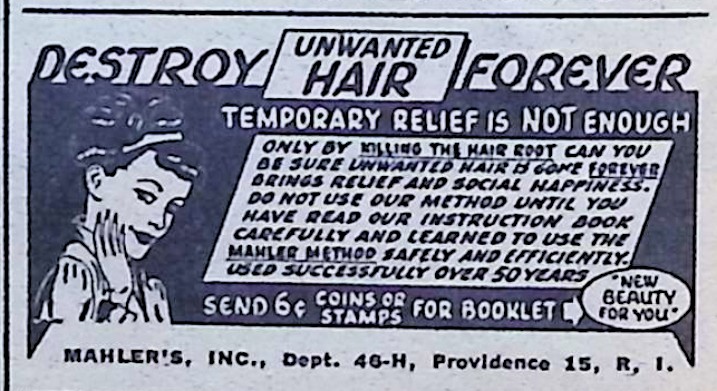 DESTROY UNWANTED HAIR FOREVER
TEMPORARY RELIEF IS NOT ENOUGH
ONLY BY KILLING THE HAIR ROOT CAN YOU
BE SURE UNWANTED HAIR IS GONE FOREVER
BRINGS RELIEF AND SOCIAL HAPPINESS.
DO NOT USE OUR METHOD UNTIL YOU
HAVE READ OUR INSTRUCTION BOOK
CAREFULLY AND LEARNED TO USE THE
MAHLER METHOD SAFELY AND EFFICIENTLY.
USED SUCCESSFULLY OVER 50 YEARS
SEND 6¢ COINS OR STAMPS FOR BOOKLET
"NEW
BEAUTY
FOR YOU"
MAHLER'S, INC., Dept. 46-H, Providence 15, R. I.